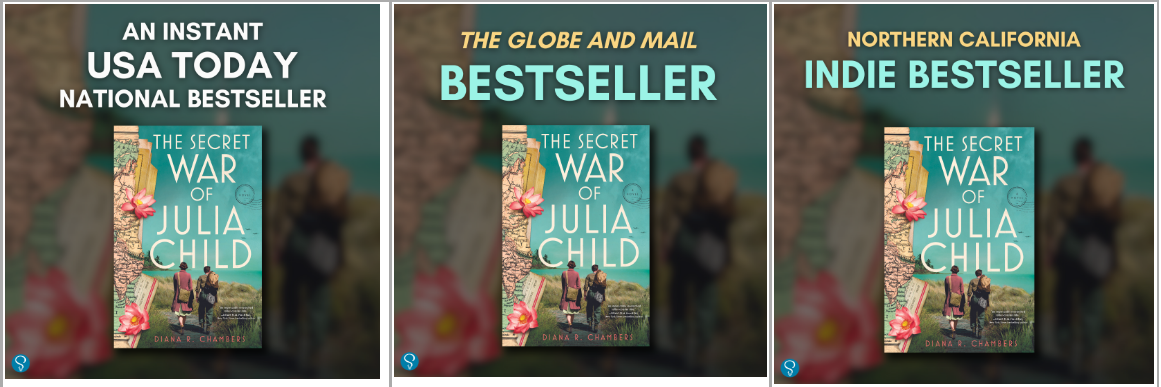 AN INSTANT
USA TODAY
NATIONAL BESTSELLER
THE SECRET
WAR
OF
JULIA
CHILD
DIANA R. CHAMBERS
THE GLOBE AND MAIL
BESTSELLER
THE SECRET
WAR
OF
JULIA
CHILD
DIANA R. CHAMBERS
NORTHERN CALIFORNIA
INDIE BESTSELLER
THE SECRET
WAR
OF
JULIA
CHILD
DIANA R. CHAMBERS